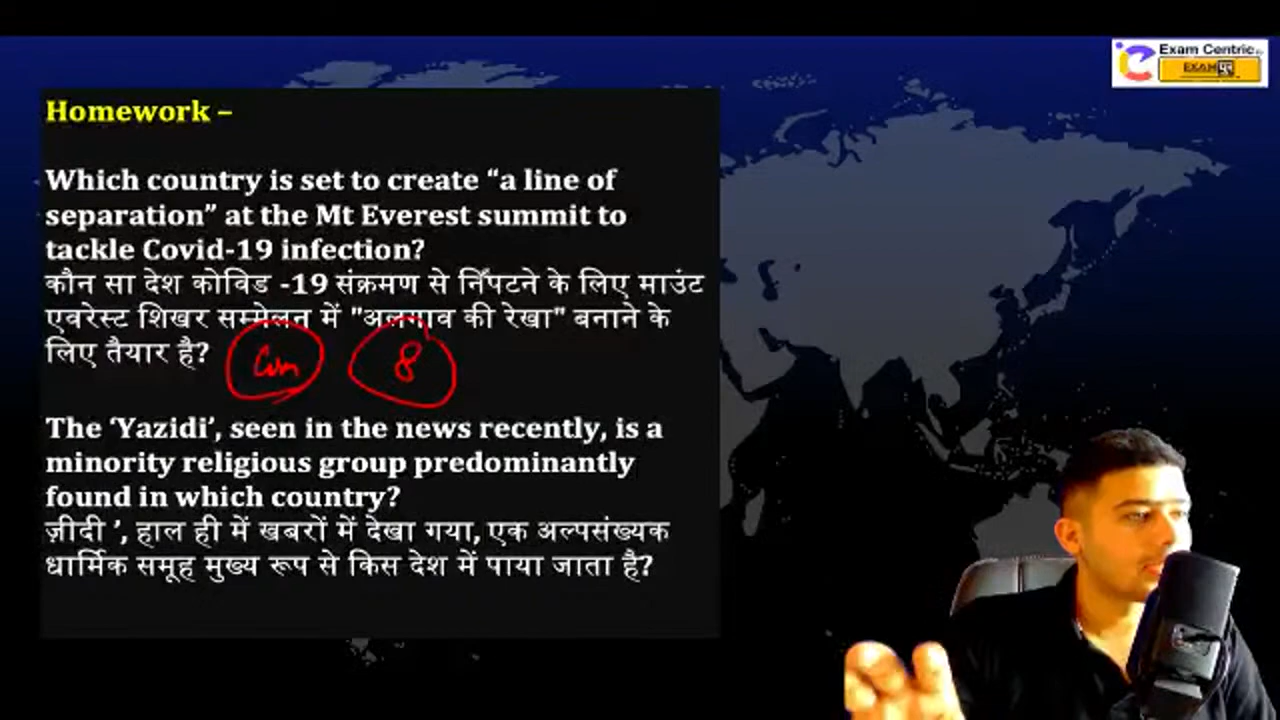 Exam Centric
EXAM पुर
Homework –
Which country is set to create “a line of
separation” at the Mt Everest summit to
tackle Covid-19 infection?
कौन सा देश कोविड -19 संक्रमण से निपटने के लिए माउंट
एवरेस्ट शिखर सम्मेलन में "अलगाव की रेखा" बनाने के
लिए तैयार है?
8
The ‘Yazidi’, seen in the news recently, is a
minority religious group predominantly
found in which country?
ज़ीदी ’, हाल ही में खबरों में देखा गया, एक अल्पसंख्यक
धार्मिक समूह मुख्य रूप से किस देश में पाया जाता है?